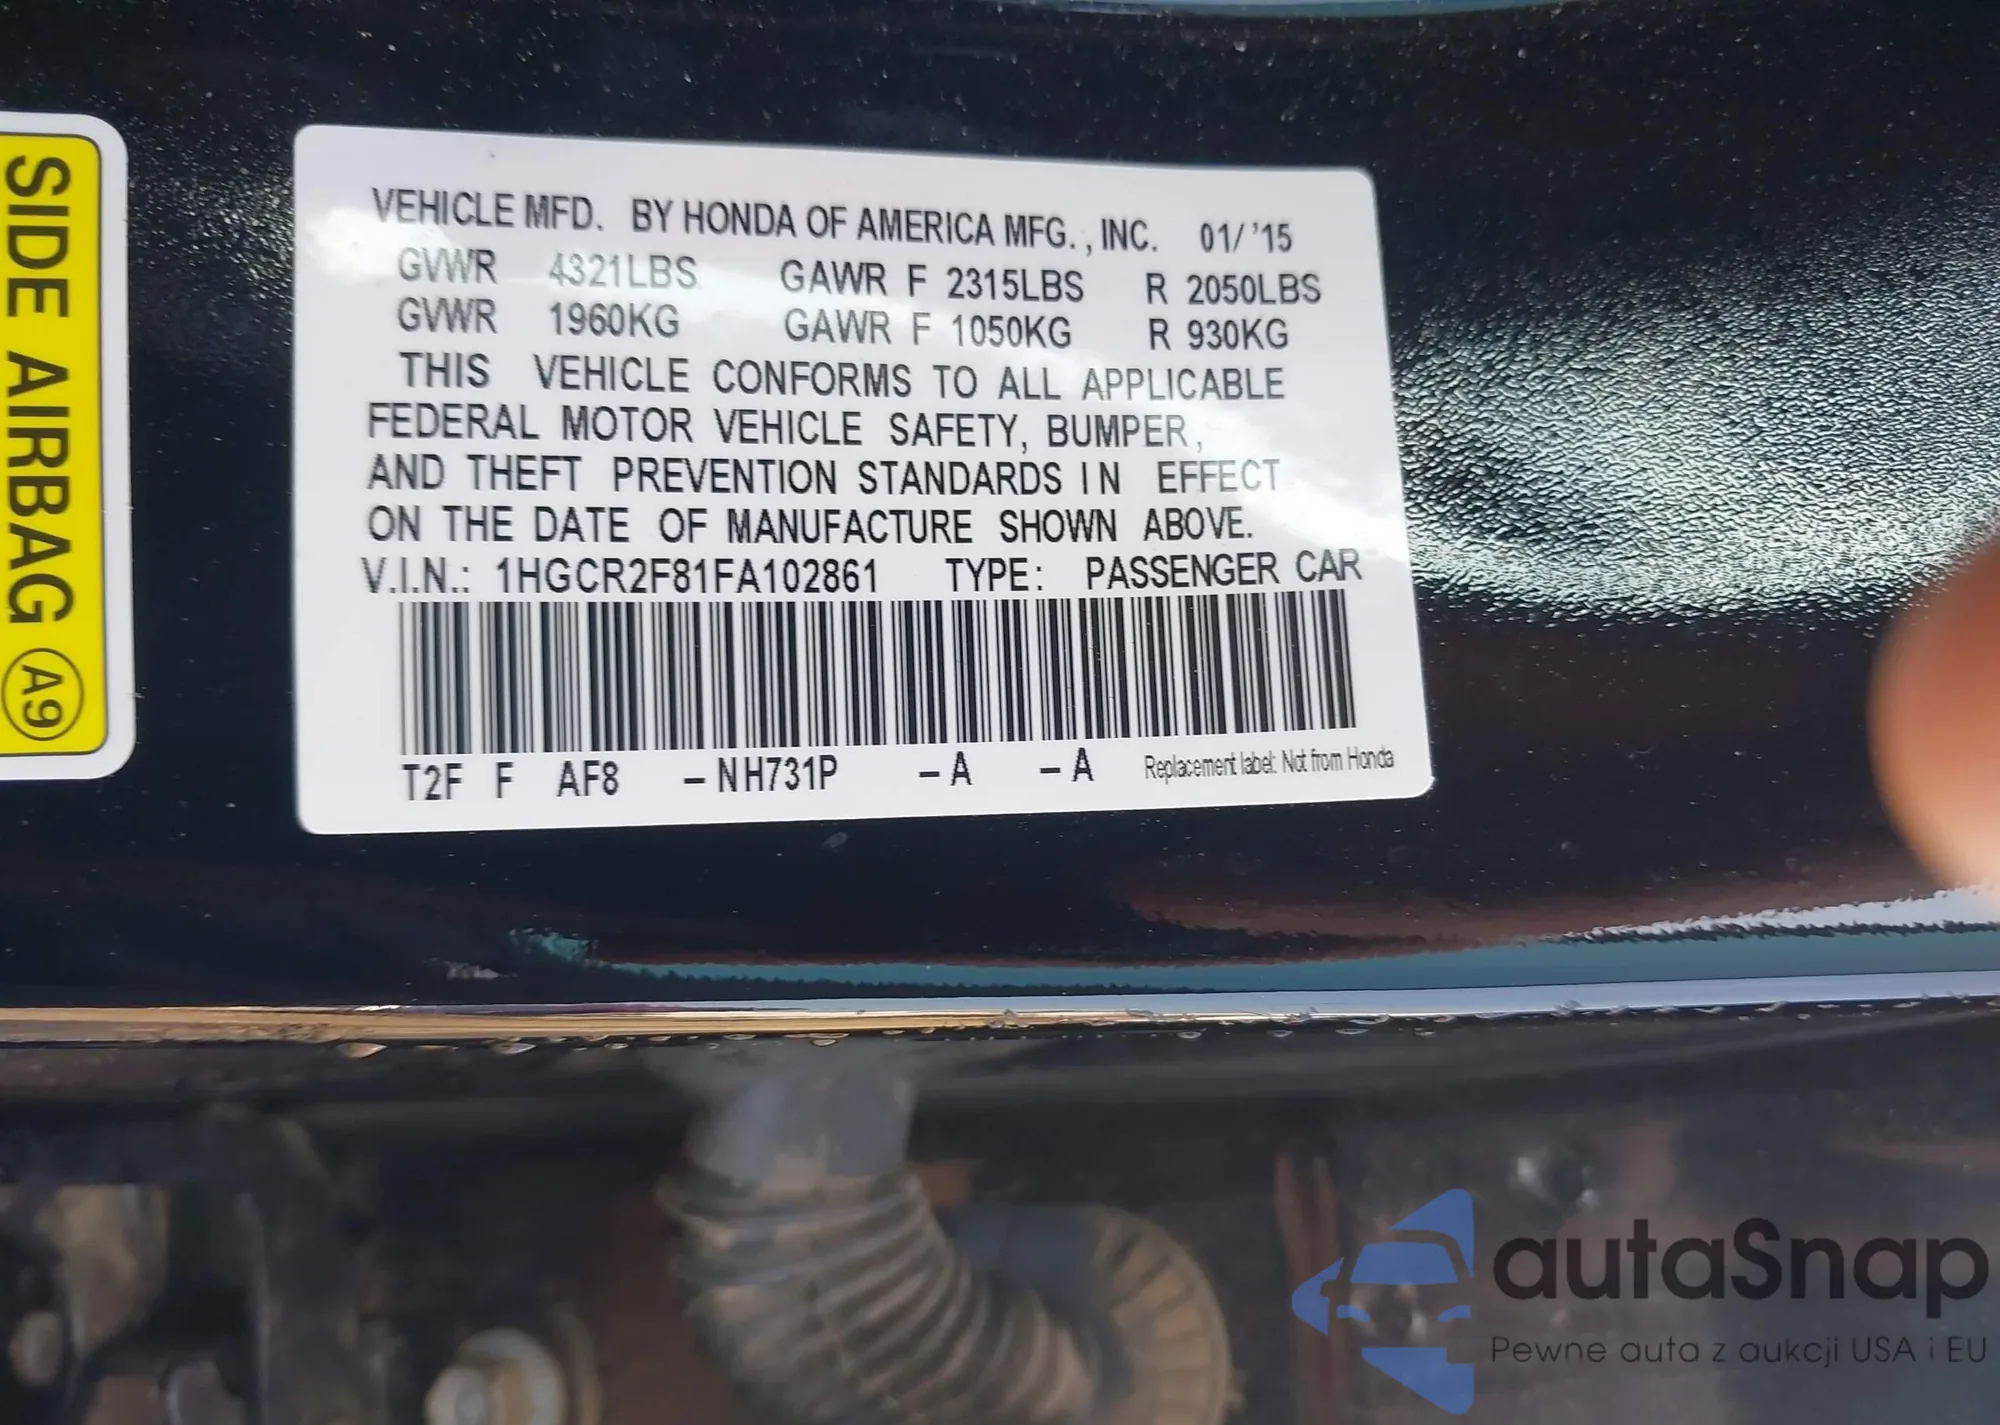 SIDE AIRBAG A9
VEHICLE MFD. BY HONDA OF AMERICA MFG., INC. 01/'15
GVWR 4321LBS GAWR F 2315LBS R 2050LBS
GVWR 1960KG GAWR F 1050KG R 930KG
THIS VEHICLE CONFORMS TO ALL APPLICABLE
FEDERAL MOTOR VEHICLE SAFETY, BUMPER,
AND THEFT PREVENTION STANDARDS IN EFFECT
ON THE DATE OF MANUFACTURE SHOWN ABOVE.
V.I.N.: 1HGCR2F81FA102861 TYPE: PASSENGER CAR
T2F F AF8 -NH731P -A -A Replacement label: Not from Honda
autaSnap
Pewne auta z aukcji USA i EU